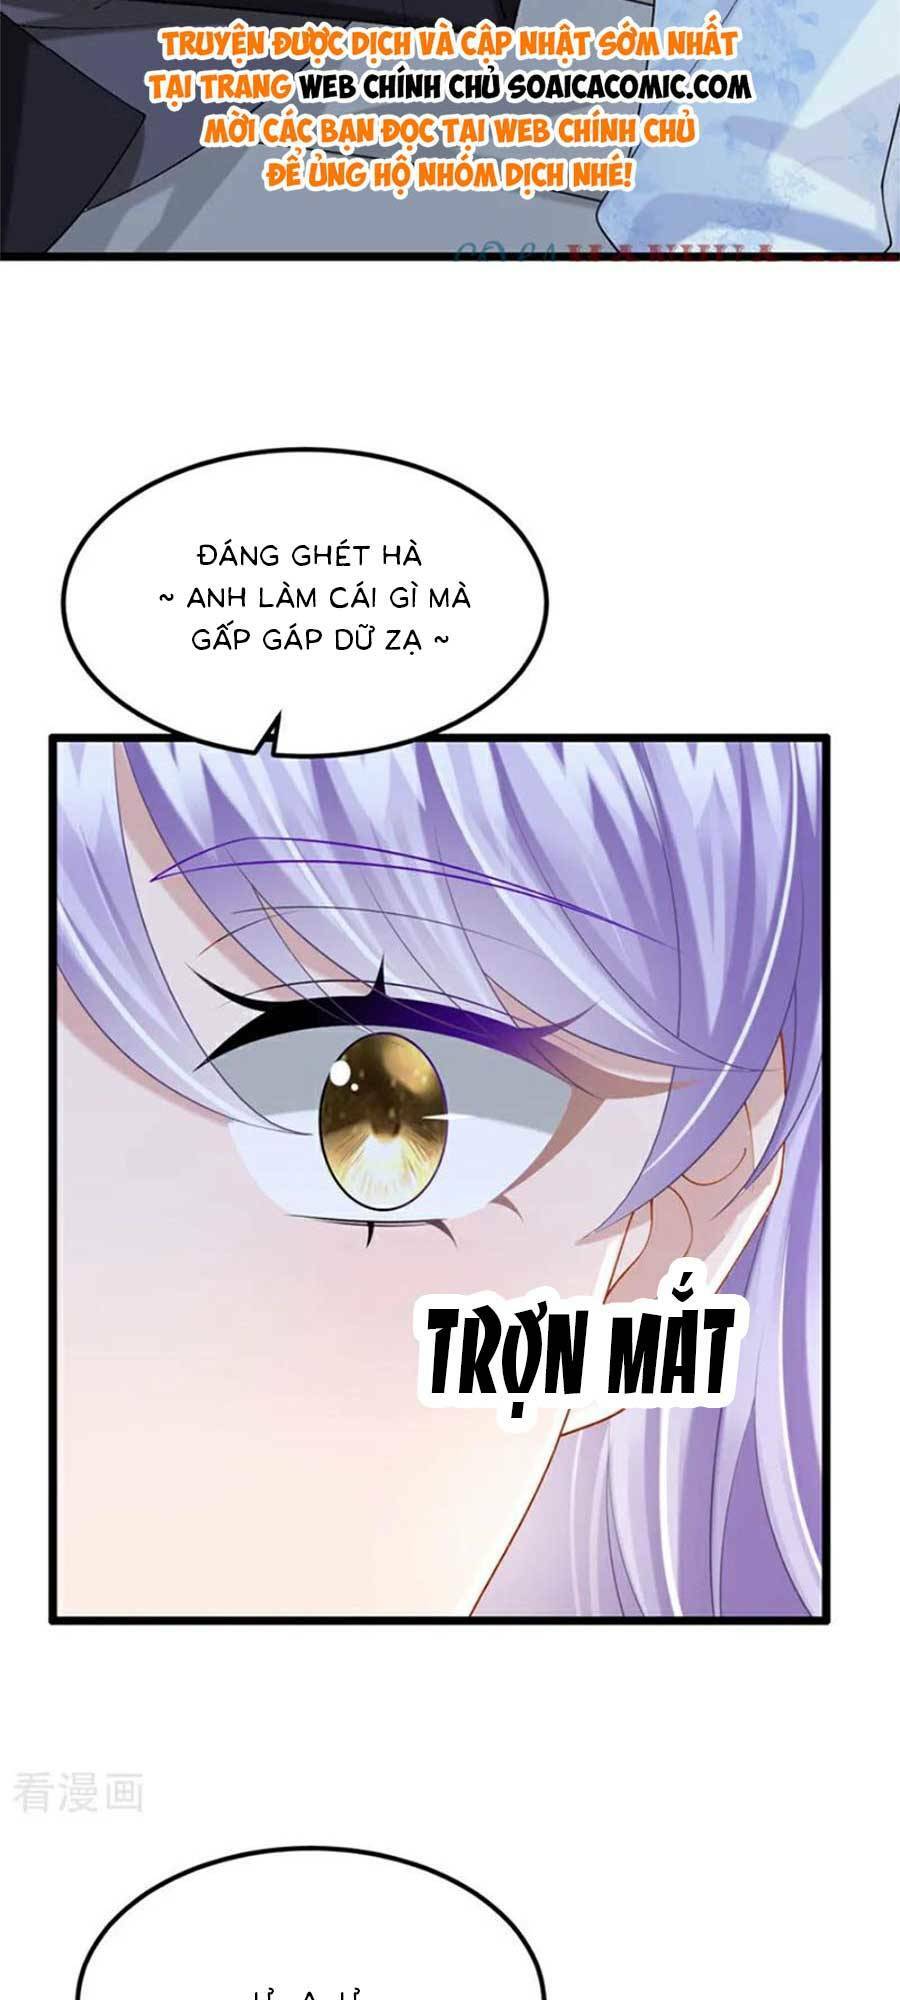 TRUYỆN ĐƯỢC DỊCH VÀ CẬP NHẬT SỚM NHẤT
TẠI TRANG WEB CHÍNH CHỦ SOAICACOMIC.COM
MỜI CÁC BẠN ĐỌC TẠI WEB CHÍNH CHỦ
ĐỂ ỦNG HỘ NHÓM DỊCH NHÉ!
COLAMANHUA
ĐÁNG GHÉT HÀ
~ ANH LÀM CÁI GÌ MÀ
GẤP GÁP DỮ ZẠ ~
TRỢN MẮT
看漫画